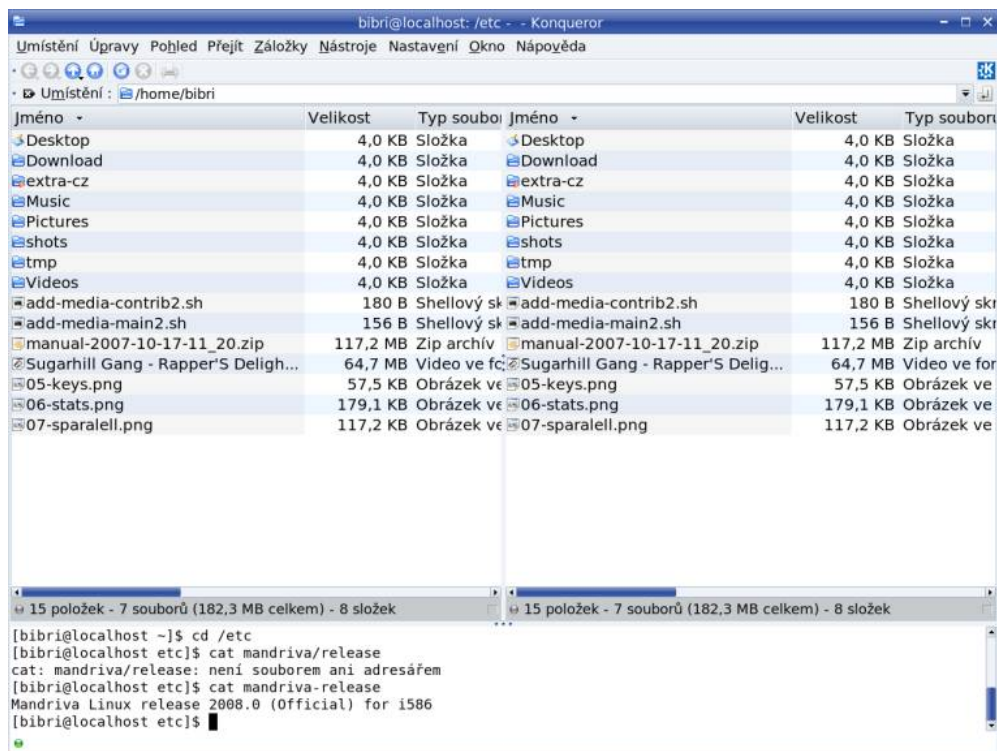 bibri@localhost: /etc - - Konqueror
Umístění Úpravy Pohled Přejít Záložky Nástroje Nastavení Okno Nápověda
Umístění : /home/bibri
Jméno Velikost Typ soubor Jméno Velikost Typ souboru
Desktop 4,0 KB Složka Desktop 4,0 KB Složka
Download 4,0 KB Složka Download 4,0 KB Složka
extra-cz 4,0 KB Složka extra-cz 4,0 KB Složka
Music 4,0 KB Složka Music 4,0 KB Složka
Pictures 4,0 KB Složka Pictures 4,0 KB Složka
shots 4,0 KB Složka shots 4,0 KB Složka
tmp 4,0 KB Složka tmp 4,0 KB Složka
Videos 4,0 KB Složka Videos 4,0 KB Složka
add-media-contrib2.sh 180 B Shellový sk add-media-contrib2.sh 180 B Shellový skr
add-media-main2.sh 156 B Shellový sk add-media-main2.sh 156 B Shellový skr
manual-2007-10-17-11_20.zip 117,2 MB Zip archív manual-2007-10-17-11_20.zip 117,2 MB Zip archív
Sugarhill Gang - Rapper'S Deligh... 64,7 MB Video ve fo Sugarhill Gang - Rapper'S Delig... 64,7 MB Video ve for
05-keys.png 57,5 KB Obrázek ve 05-keys.png 57,5 KB Obrázek ve
06-stats.png 179,1 KB Obrázek ve 06-stats.png 179,1 KB Obrázek ve
07-sparalell.png 117,2 KB Obrázek ve 07-sparalell.png 117,2 KB Obrázek ve
15 položek - 7 souborů (182,3 MB celkem) - 8 složek 15 položek - 7 souborů (182,3 MB celkem) - 8 složek
[bibri@localhost ~]$ cd /etc
[bibri@localhost etc]$ cat mandriva/release
cat: mandriva/release: není souborem ani adresářem
[bibri@localhost etc]$ cat mandriva-release
Mandriva Linux release 2008.0 (Official) for i586
[bibri@localhost etc]$